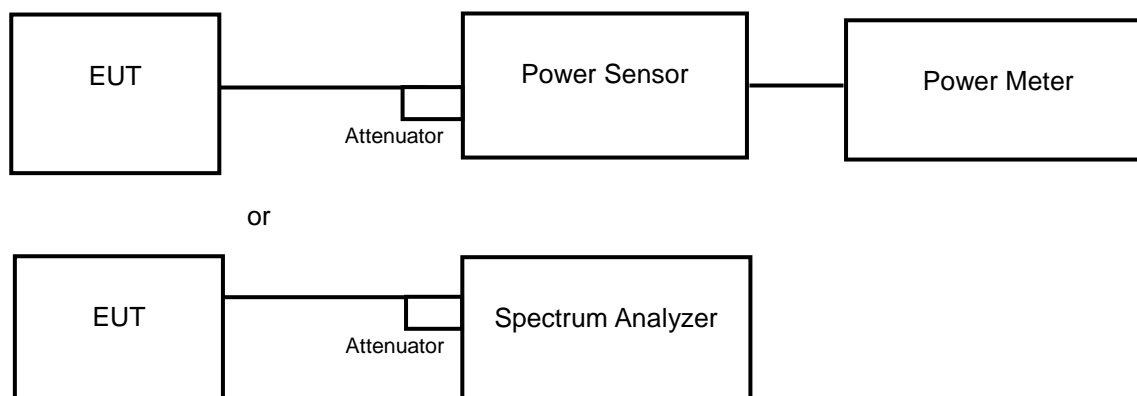 EUT
Power Sensor
Power Meter
Attenuator
or
EUT
Spectrum Analyzer
Attenuator